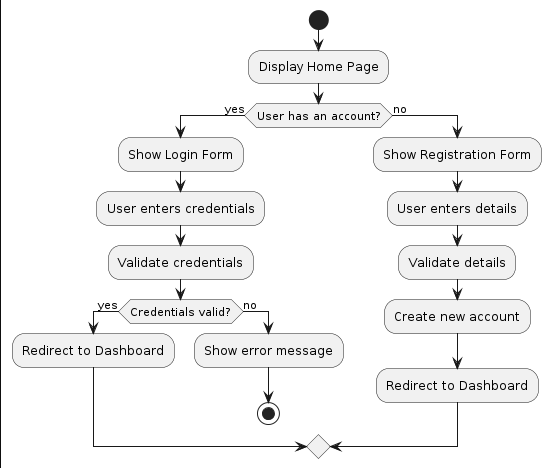 Display Home Page
yes
User has an account?
no
Show Login Form
Show Registration Form
User enters credentials
User enters details
Validate credentials
Validate details
yes
Credentials valid?
no
Create new account
Redirect to Dashboard
Show error message
Redirect to Dashboard